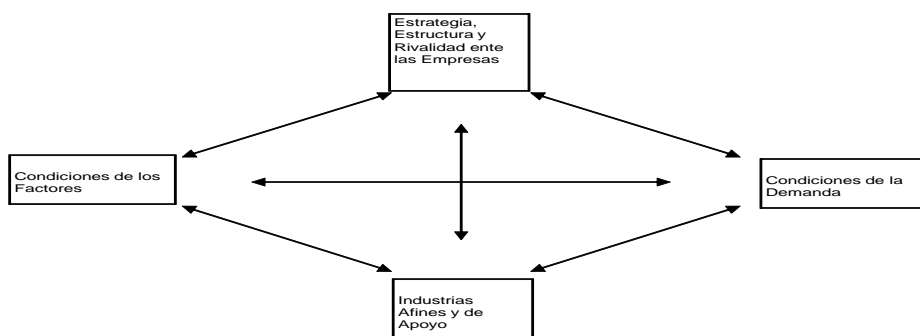 Estrategia,
Estructura y
Rivalidad ente
las Empresas
Condiciones de los
Factores
Condiciones de la
Demanda
Industrias
Afines y de
Apoyo